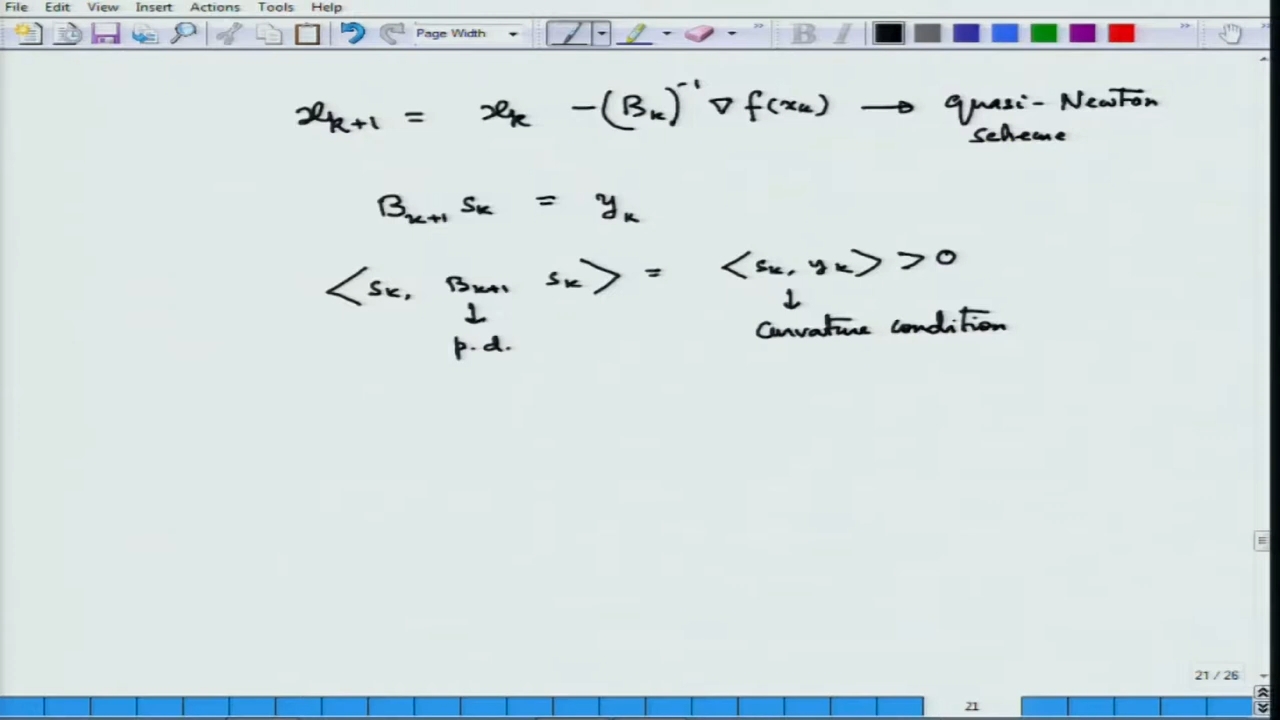 File Edit View Insert Actions Tools Help
Page Width B I
x_{k+1} = x_k - (B_k)^{-1} ∇ f(x_k) → quasi-Newton
scheme
B_{k+1} s_k = y_k
<s_k, B_{k+1} s_k> = <s_k, y_k> > 0
↓ ↓
p.d. Curvature condition
21 / 26
21